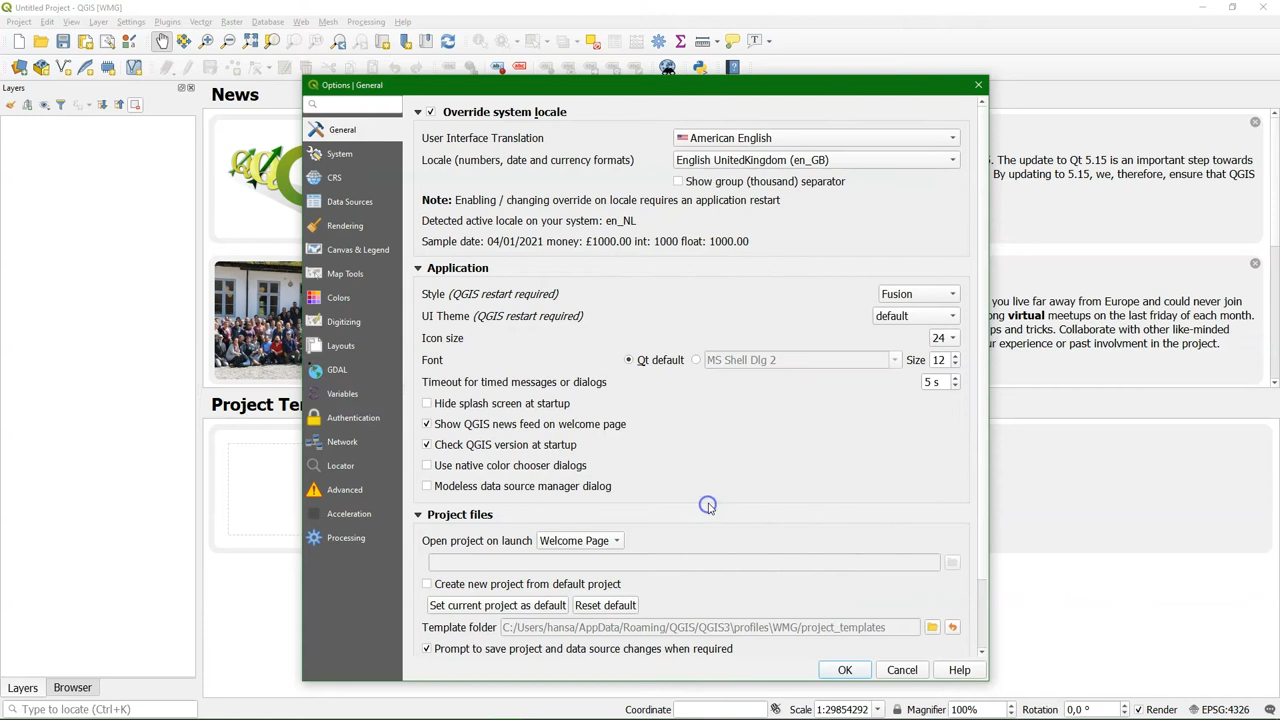 Untitled Project - QGIS [WMG]
Project Edit View Layer Settings Plugins Vector Raster Database Web Mesh Processing Help
Layers
News
Project Te
5. The update to Qt 5.15 is an important step towards
By updating to 5.15, we, therefore, ensure that QGIS
you live far away from Europe and could never join
ong virtual meetups on the last day of each month.
ps and tricks. Collaborate with other like-minded
ur experience or past involvment in the project.
Options | General
General
System
CRS
Data Sources
Rendering
Canvas & Legend
Map Tools
Colors
Digitizing
Layouts
GDAL
Variables
Authentication
Network
Locator
Advanced
Acceleration
Processing
Override system locale
User Interface Translation American English
Locale (numbers, date and currency formats) English UnitedKingdom (en_GB)
Show group (thousand) separator
Note: Enabling / changing override on locale requires an application restart
Detected active locale on your system: en_NL
Sample date: 04/01/2021 money: £1000.00 int: 1000 float: 1000.00
Application
Style (QGIS restart required) Fusion
UI Theme (QGIS restart required) default
Icon size 24
Font Qt default MS Shell Dlg 2 Size 12
Timeout for timed messages or dialogs 5 s
Hide splash screen at startup
Show QGIS news feed on welcome page
Check QGIS version at startup
Use native color chooser dialogs
Modeless data source manager dialog
Project files
Open project on launch Welcome Page
Create new project from default project
Set current project as default Reset default
Template folder C:/Users/hansa/AppData/Roaming/QGIS/QGIS3\profiles\WMG/project_templates
Prompt to save project and data source changes when required
OK Cancel Help
Layers Browser
Type to locate (Ctrl+K) Coordinate Scale 1:29854292 Magnifier 100% Rotation 0,0 ° Render EPSG:4326